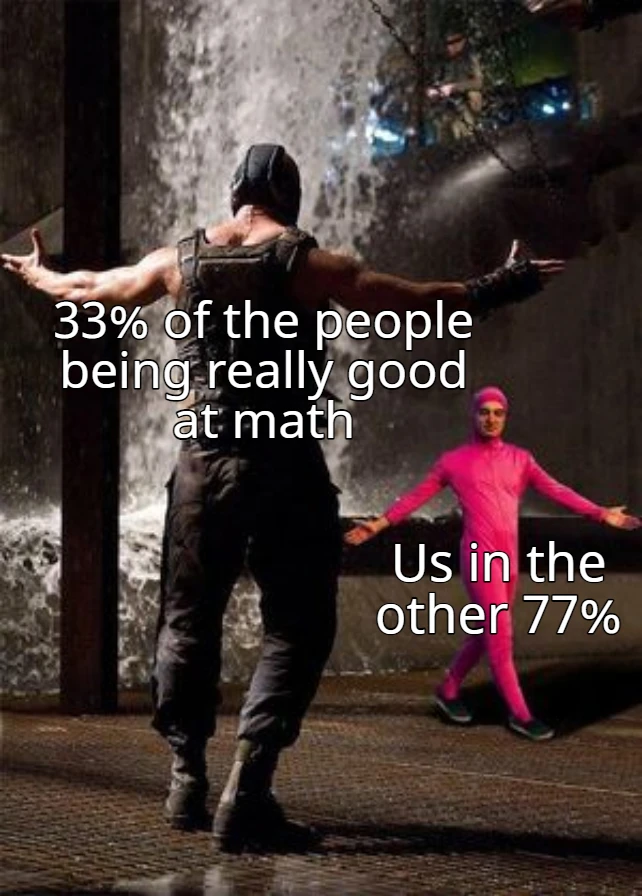 33% of the people
being really good
at math
Us in the
other 77%